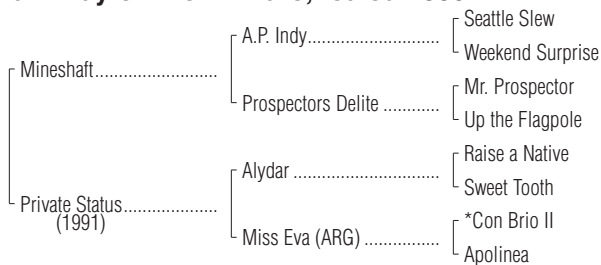 Seattle Slew
A.P. Indy..............................
Weekend Surprise
Mineshaft............................
Mr. Prospector
Prospectors Delite .............
Up the Flagpole
Raise a Native
Alydar ..................................
Sweet Tooth
Private Status......................
(1991)
*Con Brio II
Miss Eva (ARG) .................
Apolinea